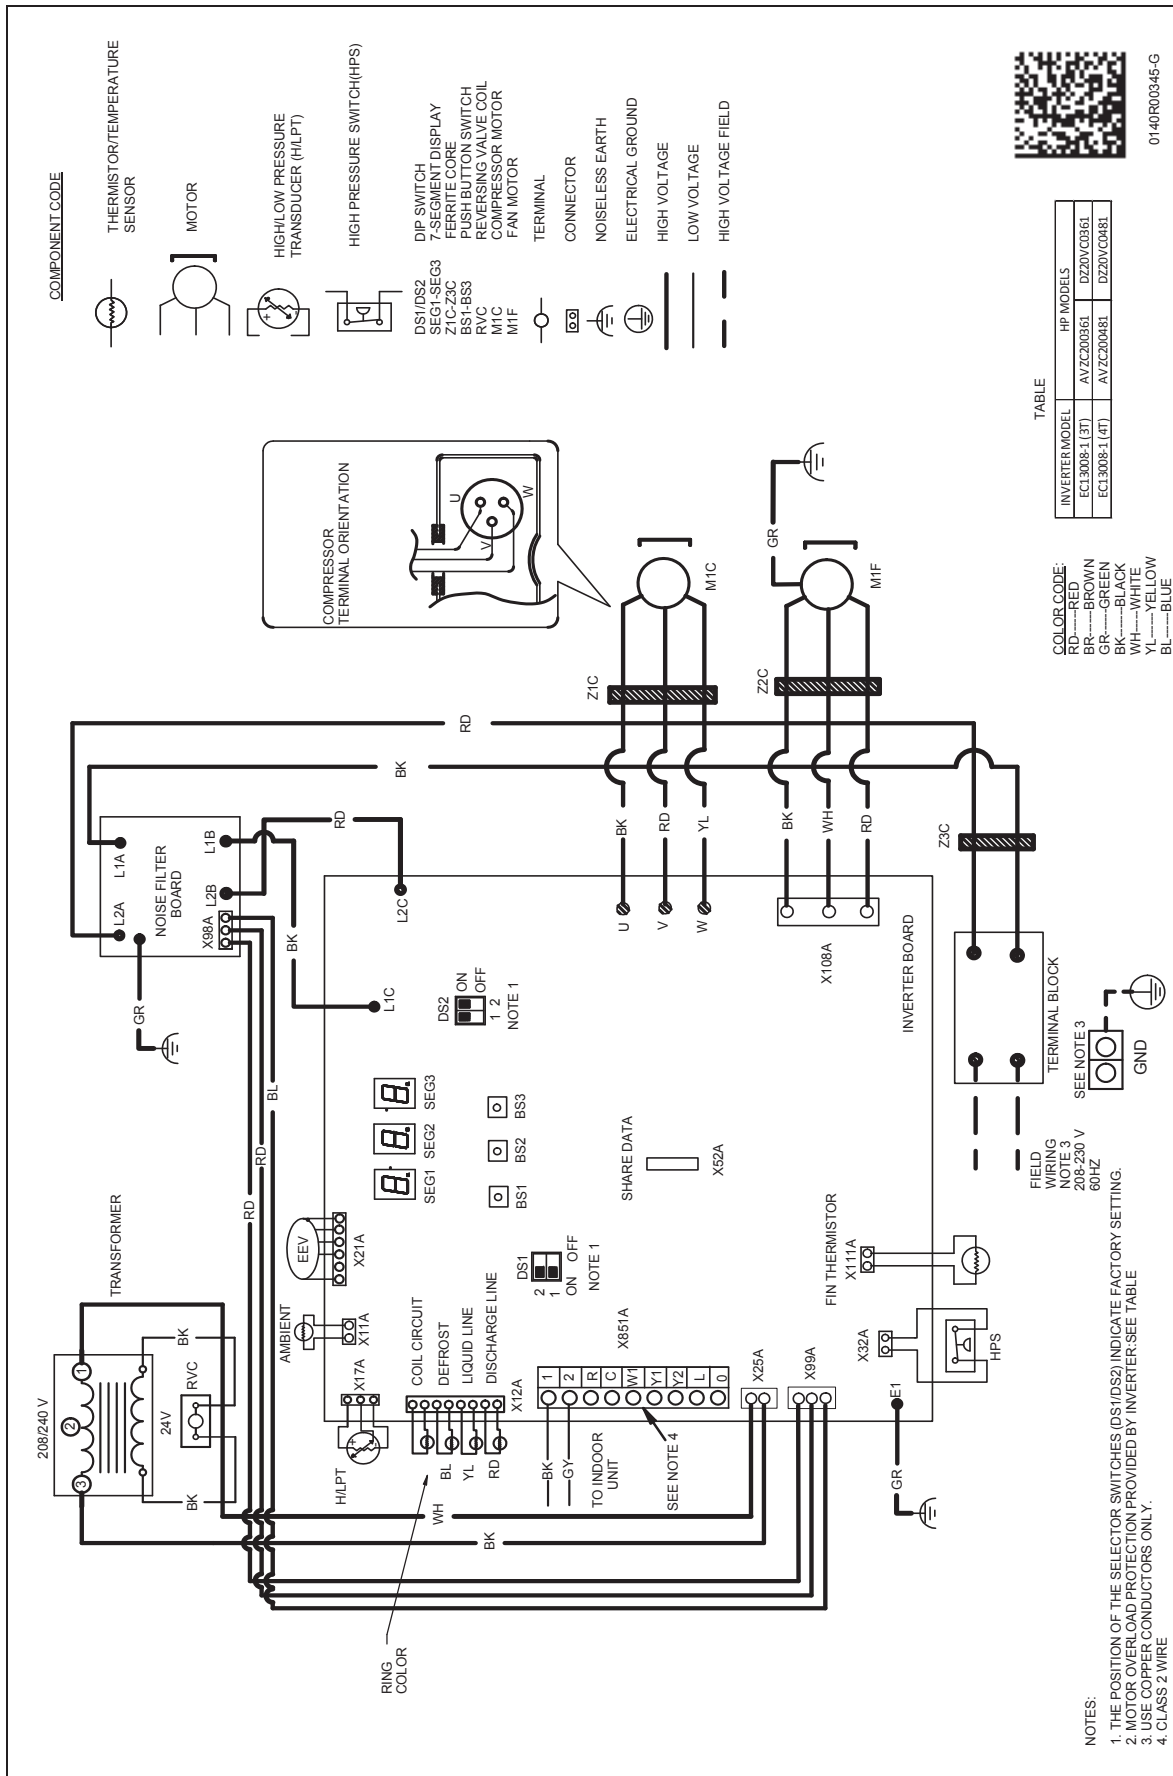 COMPONENT CODE
THERMISTOR/TEMPERATURE
SENSOR
MOTOR
HIGH/LOW PRESSURE
TRANSDUCER (H/LPT)
HIGH PRESSURE SWITCH(HPS)
DS1/DS2 DIP SWITCH
SEG1-SEG3 7-SEGMENT DISPLAY
Z1C-Z3C FERRITE CORE
BS1-BS3 PUSH BUTTON SWITCH
RVC REVERSING VALVE COIL
M1C COMPRESSOR MOTOR
M1F FAN MOTOR
TERMINAL
CONNECTOR
NOISELESS EARTH
ELECTRICAL GROUND
HIGH VOLTAGE
LOW VOLTAGE
HIGH VOLTAGE FIELD
208/240 V
TRANSFORMER
3
2
1
24V
RVC
BK
BK
L2A
L1A
NOISE FILTER
BOARD
X98A
L2B
L1B
GR
RD
BK
RD
BK
RD
RD
BL
L1C
L2C
COMPRESSOR
TERMINAL ORIENTATION
U
V
W
AMBIENT
EEV
H/LPT
X17A
X11A
X21A
SEG1
SEG2
SEG3
RING
COLOR
BL
YL
RD
COIL CIRCUIT
DEFROST
LIQUID LINE
DISCHARGE LINE
X12A
BS1
BS2
BS3
DS2
ON
OFF
1 2
NOTE 1
DS1
2
1
ON OFF
NOTE 1
WH
BK
BK
GY
TO INDOOR
UNIT
SEE NOTE 4
X851A
1
2
R
C
W1
Y1
Y2
L
0
SHARE DATA
X52A
X25A
X99A
U
V
W
BK
RD
YL
Z1C
M1C
X108A
BK
WH
RD
Z2C
GR
M1F
GR
E1
X32A
HPS
FIN THERMISTOR
X111A
INVERTER BOARD
Z3C
TERMINAL BLOCK
FIELD
WIRING
NOTE 3
208-230 V
60HZ
SEE NOTE 3
GND
COLOR CODE:
RD-----RED
BR-----BROWN
GR-----GREEN
BK-----BLACK
WH-----WHITE
YL-----YELLOW
BL-----BLUE
TABLE
INVERTER MODEL HP MODELS
EC13008-1 (3T) AVZC200361 DZ20VC0361
EC13008-1 (4T) AVZC200481 DZ20VC0481
NOTES:
1. THE POSITION OF THE SELECTOR SWITCHES (DS1/DS2) INDICATE FACTORY SETTING.
2. MOTOR OVERLOAD PROTECTION PROVIDED BY INVERTER:SEE TABLE
3. USE COPPER CONDUCTORS ONLY.
4. CLASS 2 WIRE
0140R00345-G